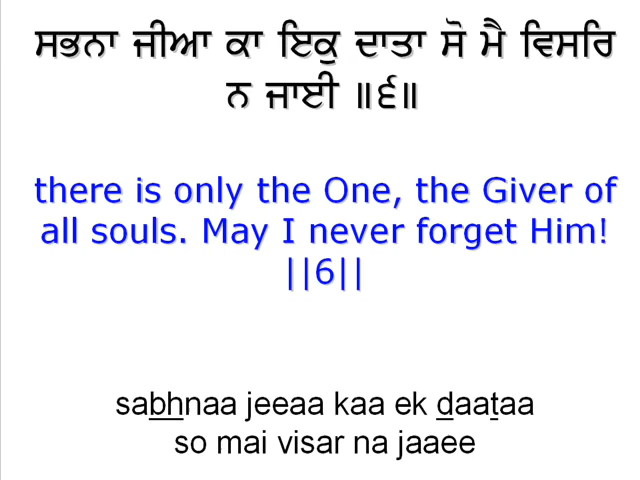 ਸਭਨਾ ਜੀਆ ਕਾ ਇਕੁ ਦਾਤਾ ਸੋ ਮੈ ਵਿਸਰਿ
ਨ ਜਾਈ ॥੬॥
there is only the One, the Giver of
all souls. May I never forget Him!
||6||
sabhnaa jeeaa kaa ek daataa
so mai visar na jaaee